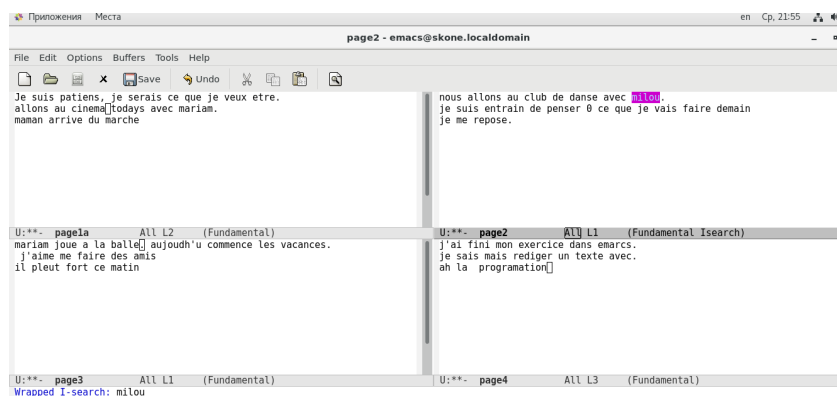 Приложения Места en Ср, 21:55
page2 - emacs@skone.localdomain
File Edit Options Buffers Tools Help
Save Undo
Je suis patiens, je serais ce que je veux etre.
allons au cinema todays avec mariam.
maman arrive du marche
U:**- page1a All L2 (Fundamental)
nous allons au club de danse avec milou.
je suis entrain de penser 0 ce que je vais faire demain
je me repose.
U:**- page2 All L1 (Fundamental Isearch)
mariam joue a la balle. aujoudh'u commence les vacances.
j'aime me faire des amis
il pleut fort ce matin
U:**- page3 All L1 (Fundamental)
j'ai fini mon exercice dans emarcs.
je sais mais rediger un texte avec.
ah la programation
U:**- page4 All L3 (Fundamental)
Wrapped I-search: milou